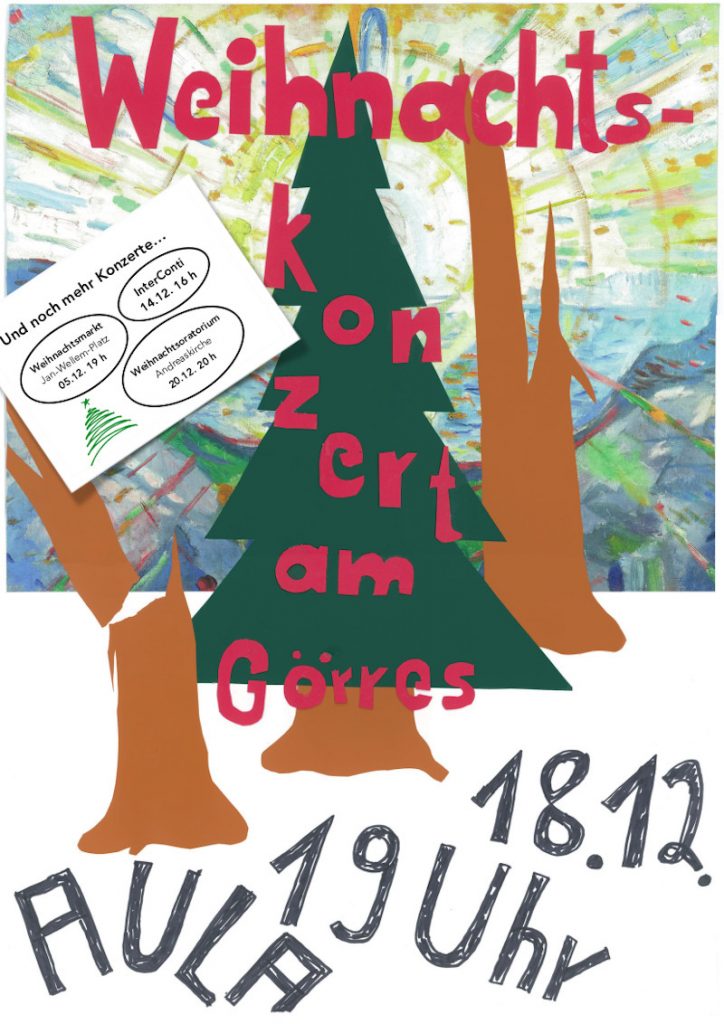 Weihnachts-
konzert
am
Görres
Und noch mehr Konzerte...
InterConti
14.12. 16 h
Weihnachtsmarkt
Jan-Wellem-Platz
05.12. 19 h
Weihnachtsoratorium
Andreaskirche
20.12. 20 h
18.12.
19 Uhr
AULA